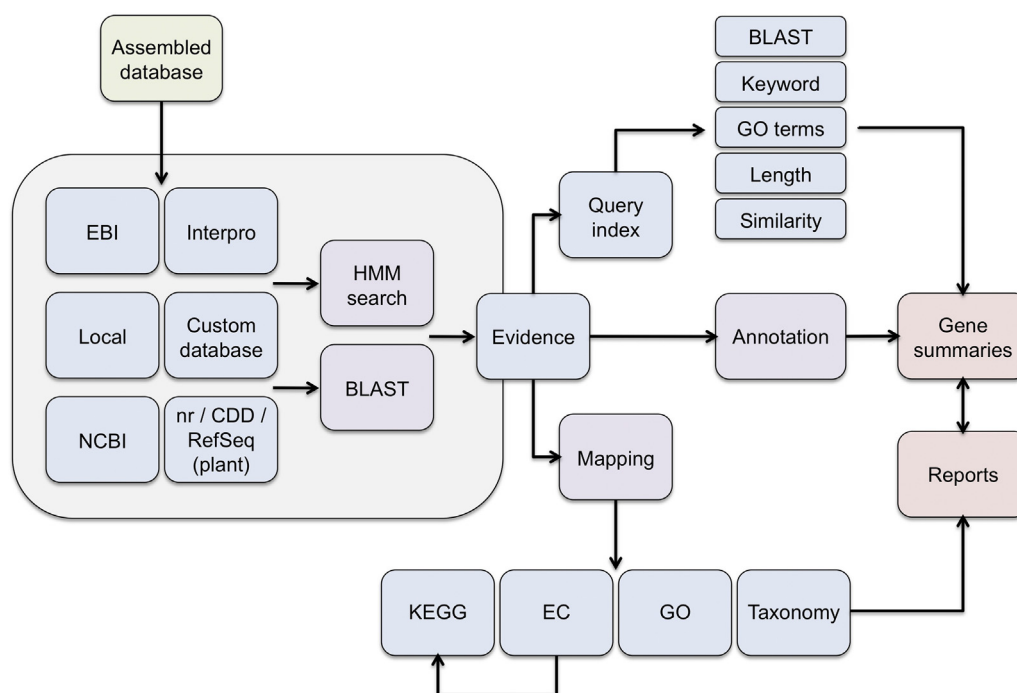 Assembled
database
EBI
Interpro
Local
Custom
database
NCBI
nr / CDD /
RefSeq
(plant)
HMM
search
BLAST
Evidence
Query
index
BLAST
Keyword
GO terms
Length
Similarity
Annotation
Gene
summaries
Mapping
Reports
KEGG
EC
GO
Taxonomy